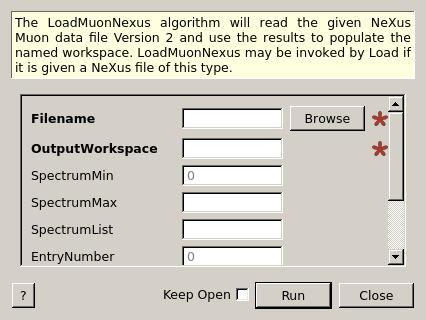 The LoadMuonNexus algorithm will read the given NeXus
Muon data file Version 2 and use the results to populate the
named workspace. LoadMuonNexus may be invoked by Load if
it is given a NeXus file of this type.
Filename Browse *
OutputWorkspace *
SpectrumMin 0
SpectrumMax
SpectrumList
EntryNumber 0
? Keep Open Run Close